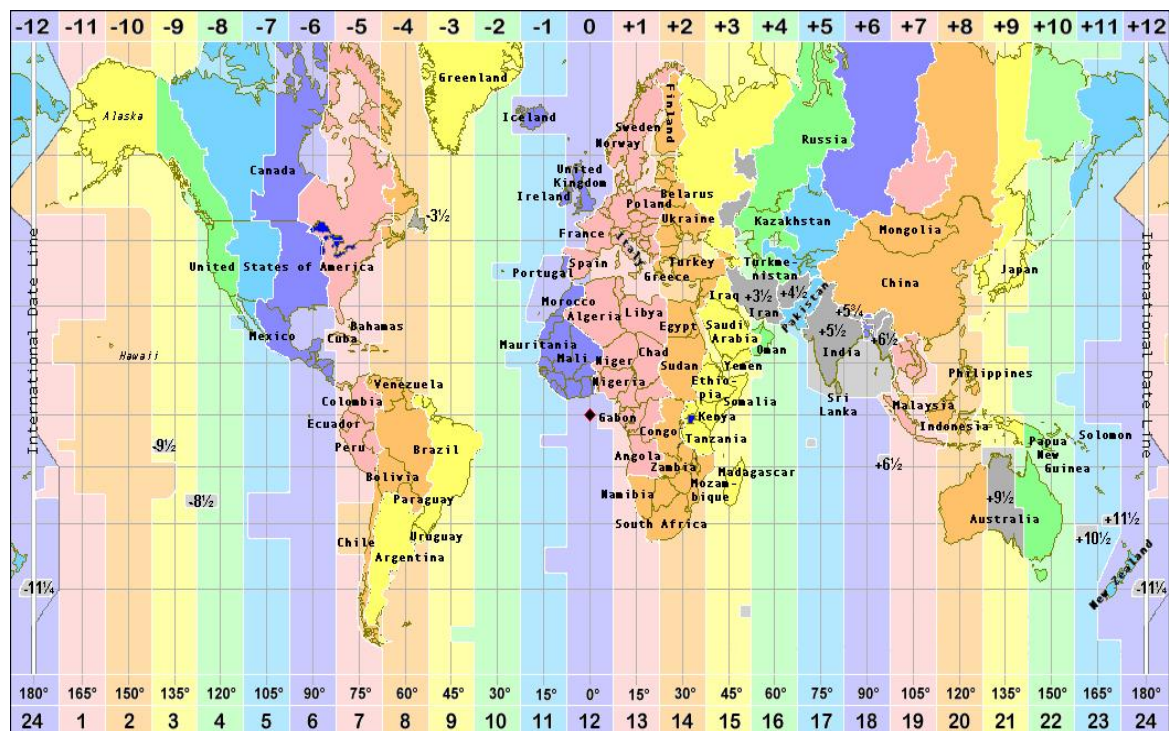 -12 -11 -10 -9 -8 -7 -6 -5 -4 -3 -2 -1 0 +1 +2 +3 +4 +5 +6 +7 +8 +9 +10 +11 +12
Greenland
Alaska
Iceland
Finland
Sweden
Norway
Russia
Canada
United
Kingdom
Ireland
Belarus
Poland
Ukraine
Kazakhstan
-3½
France
Mongolia
Italy
International Date Line
United States of America
Portugal
Spain
Greece
Turkey
Turkme-
nistan
China
Japan
International Date Line
Morocco
Algeria
Libya
Egypt
Iraq
+3½
Iran
+4½
Pakistan
+5¾
+5½
India
+6½
Saudi
Arabia
Oman
Bahamas
Cuba
Mexico
Hawaii
Mauritania
Mali
Niger
Chad
Sudan
Yemen
Nigeria
Ethio-
pia
Somalia
Philippines
Venezuela
Colombia
Ecuador
Gabon
Kenya
Sri
Lanka
Malaysia
Indonesia
Congo
Tanzania
Papua
New
Guinea
Solomon
-9½
Peru
Brazil
Angola
Zambia
Madagascar
+6½
Bolivia
Mozam-
bique
-8½
Paraguay
Namibia
+9½
Australia
+11½
+10½
Chile
Uruguay
South Africa
Argentina
New Zealand
-11¼
-11¼
180° 165° 150° 135° 120° 105° 90° 75° 60° 45° 30° 15° 0° 15° 30° 45° 60° 75° 90° 105° 120° 135° 150° 165° 180°
24 1 2 3 4 5 6 7 8 9 10 11 12 13 14 15 16 17 18 19 20 21 22 23 24